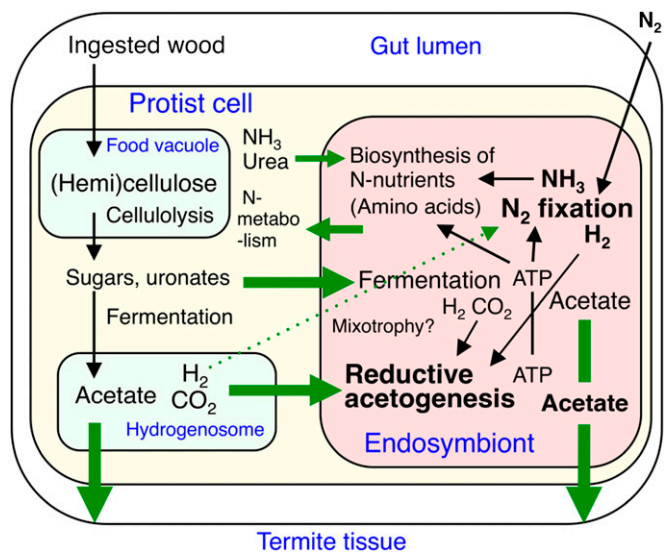 Ingested wood
Gut lumen
N₂
Protist cell
Food vacuole
(Hemi)cellulose
Cellulolysis
NH₃
Urea
N-
metabo
-lism
Biosynthesis of
N-nutrients
(Amino acids)
NH₃
N₂ fixation
H₂
Sugars, uronates
Fermentation
Fermentation
ATP
Acetate
H₂ CO₂
Mixotrophy?
Acetate
H₂
CO₂
Hydrogenosome
Reductive
acetogenesis
ATP
Acetate
Endosymbiont
Termite tissue